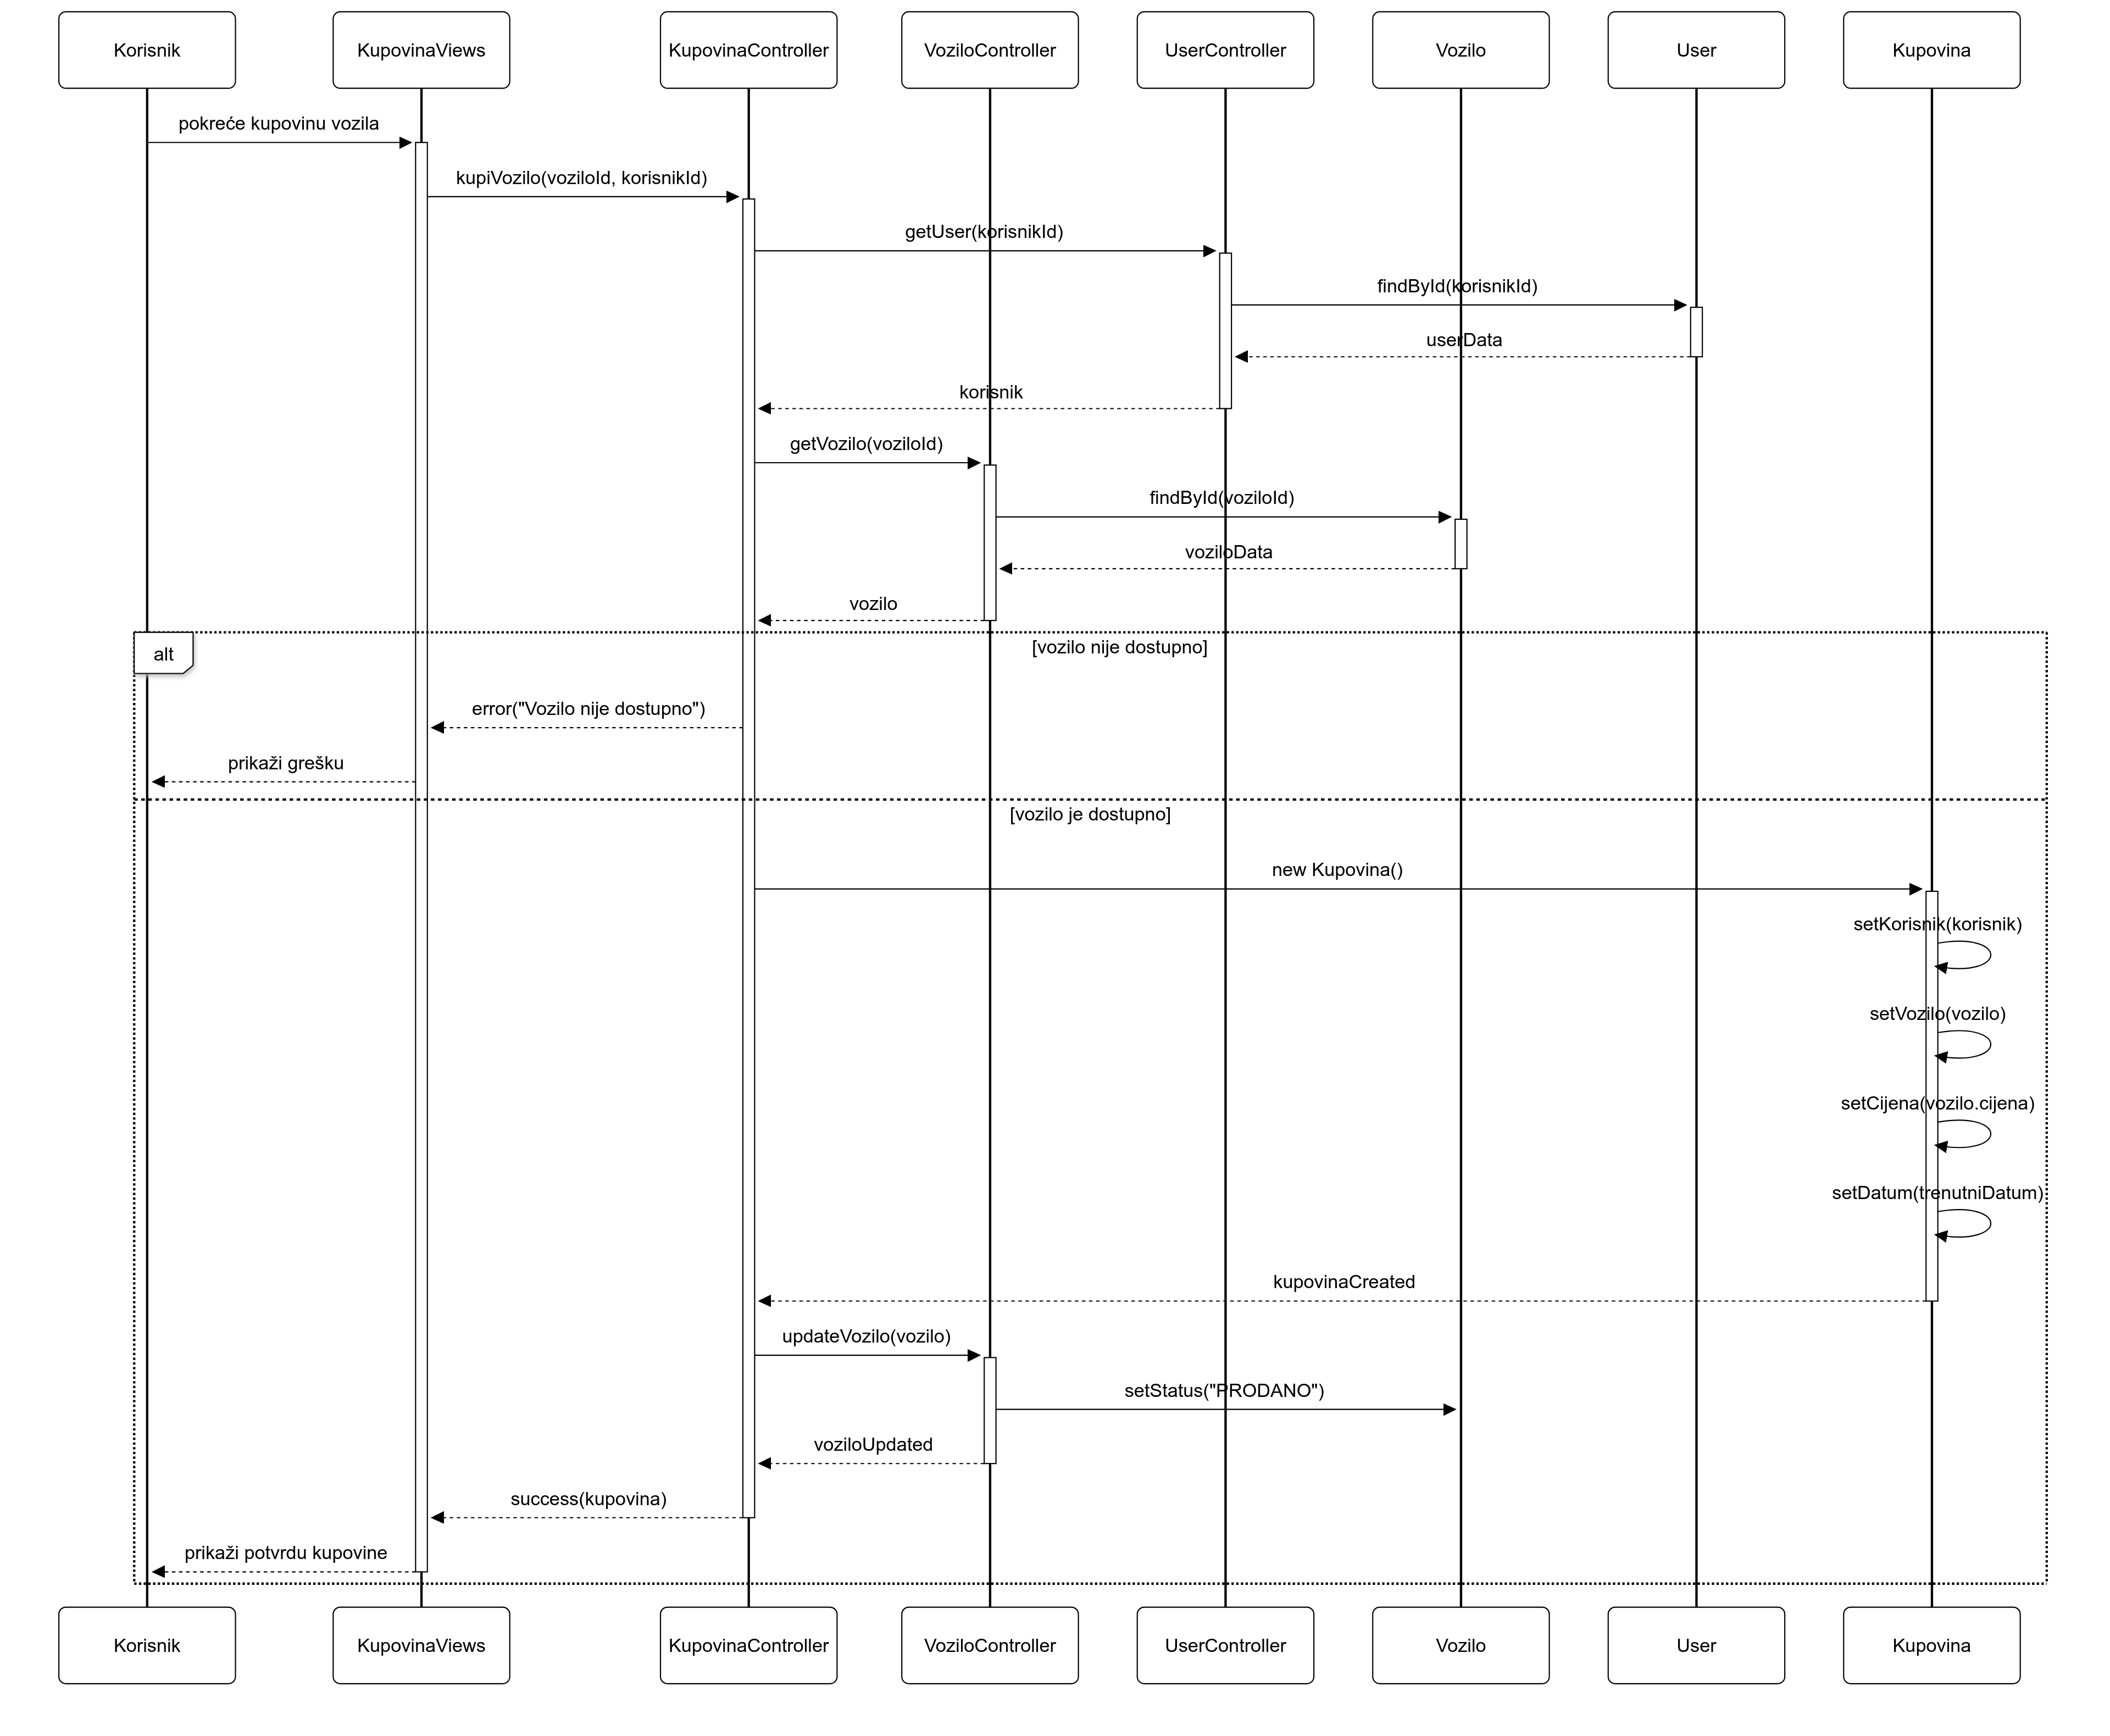 Korisnik
KupovinaViews
KupovinaController
VoziloController
UserController
Vozilo
User
Kupovina
pokreće kupovinu vozila
kupiVozilo(voziloId, korisnikId)
getUser(korisnikId)
findById(korisnikId)
userData
korisnik
getVozilo(voziloId)
findById(voziloId)
voziloData
vozilo
alt
[vozilo nije dostupno]
error("Vozilo nije dostupno")
prikaži grešku
[vozilo je dostupno]
new Kupovina()
setKorisnik(korisnik)
setVozilo(vozilo)
setCijena(vozilo.cijena)
setDatum(trenutniDatum)
kupovinaCreated
updateVozilo(vozilo)
setStatus("PRODANO")
voziloUpdated
success(kupovina)
prikaži potvrdu kupovine
Korisnik
KupovinaViews
KupovinaController
VoziloController
UserController
Vozilo
User
Kupovina